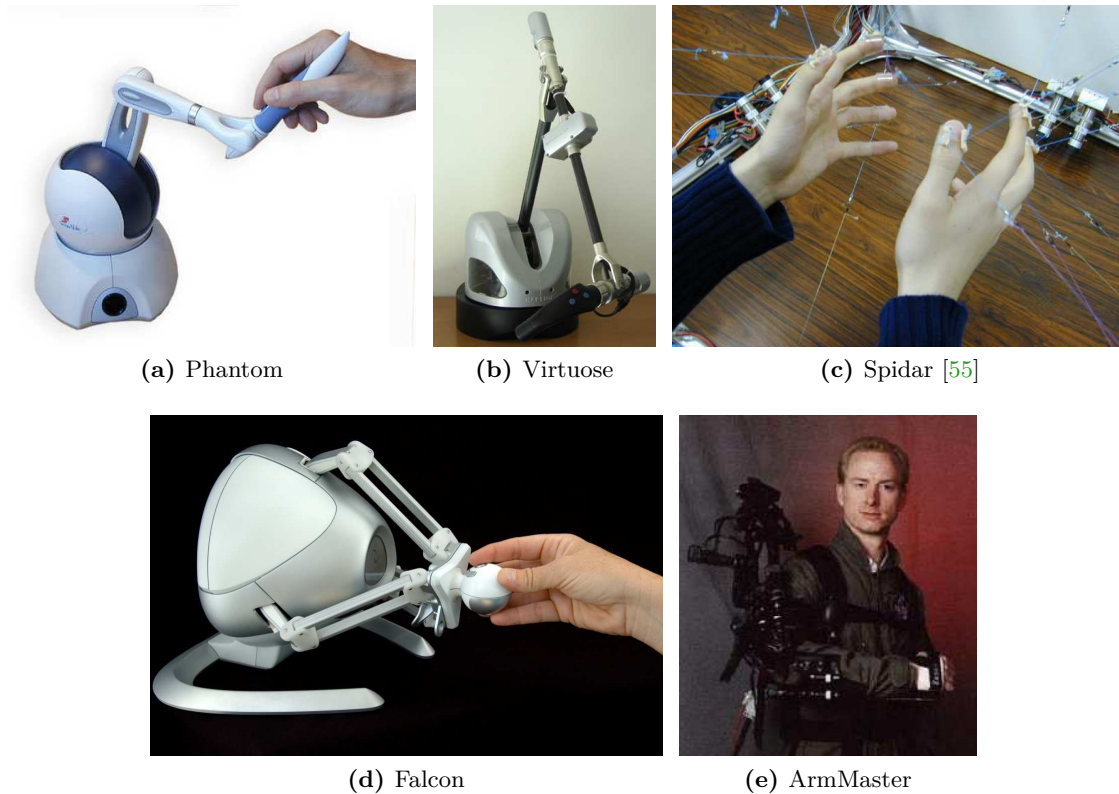 (a) Phantom
(b) Virtuose
(c) Spidar [55]
(d) Falcon
(e) ArmMaster